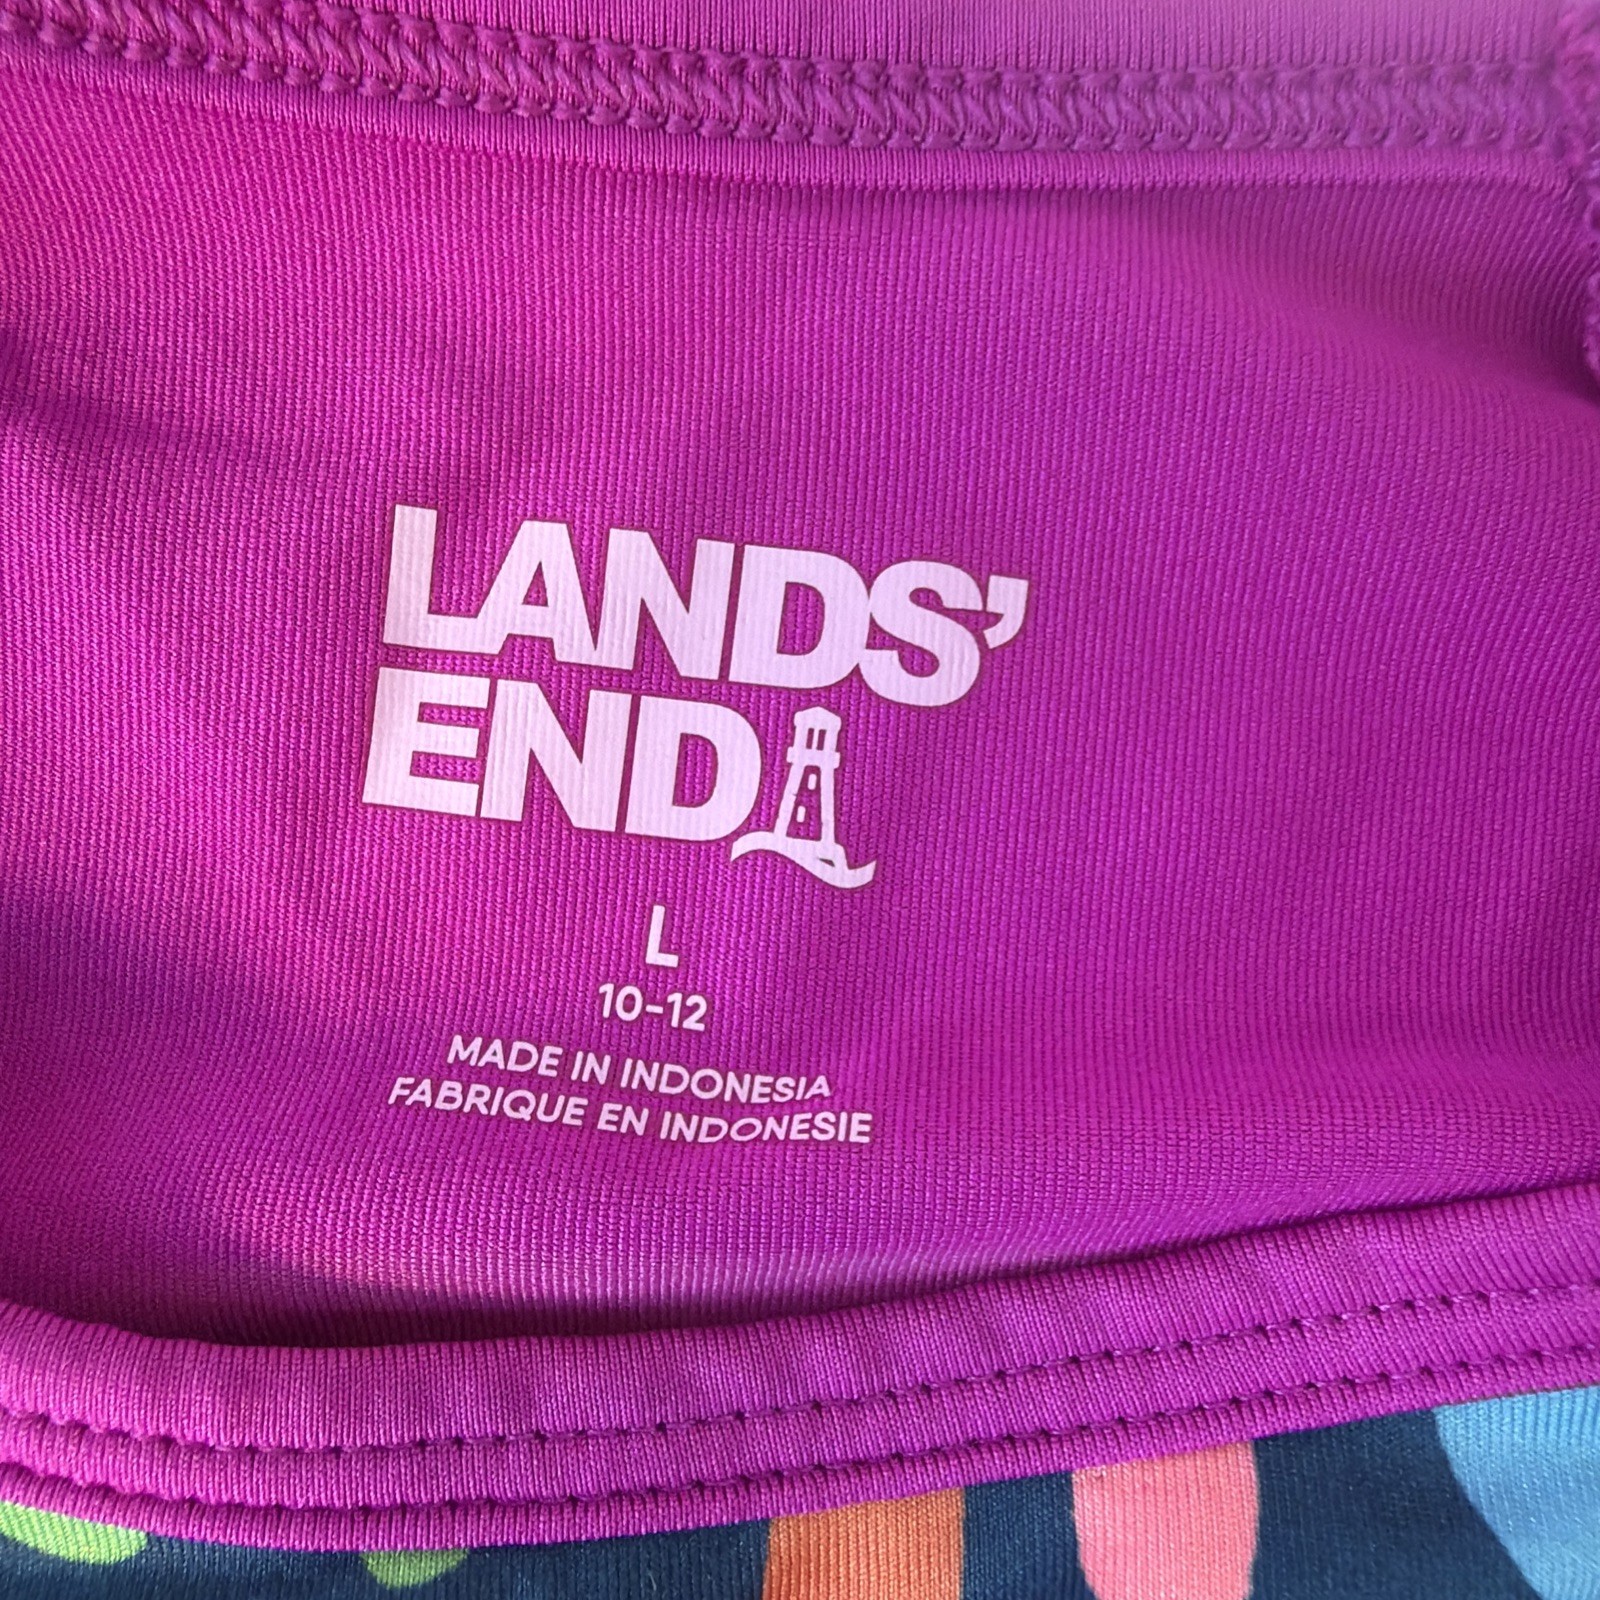 LANDS'
END
L
10-12
MADE IN INDONESIA
FABRIQUE EN INDONESIE